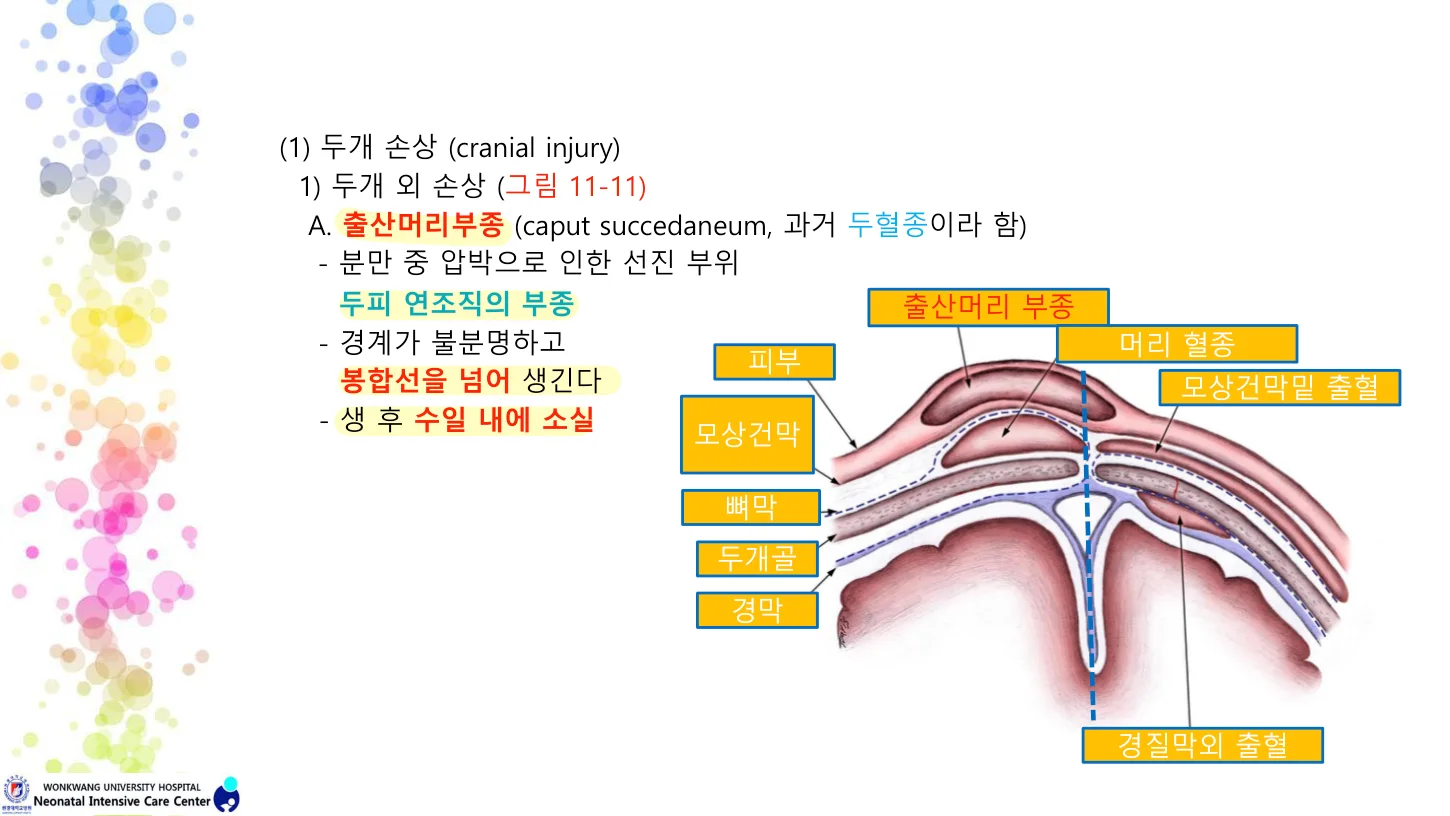 (1) 두개 손상 (cranial injury)
1) 두개 외 손상 (그림 11-11)
A. 출산머리부종 (caput succedaneum, 과거 두혈종이라 함)
- 분만 중 압박으로 인한 선진 부위
두피 연조직의 부종
- 경계가 불분명하고
봉합선을 넘어 생긴다
- 생 후 수일 내에 소실
출산머리 부종
머리 혈종
피부
모상건막밑 출혈
모상건막
뼈막
두개골
경막
경질막외 출혈
WONKWANG UNIVERSITY HOSPITAL
Neonatal Intensive Care Center